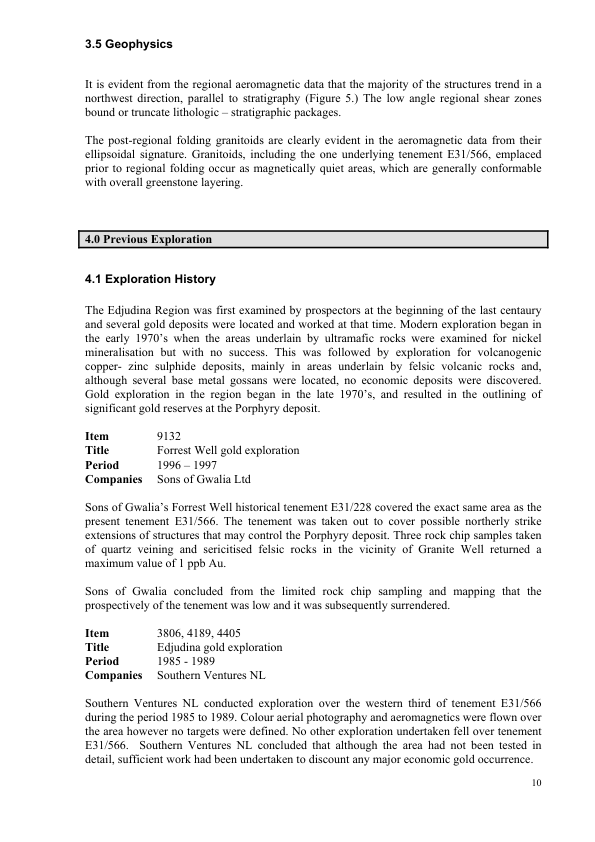 3.5 Geophysics
It is evident from the regional aeromagnetic data that the majority of the structures trend in a
northwest direction, parallel to stratigraphy (Figure 5.) The low angle regional shear zones
bound or truncate lithologic – stratigraphic packages.
The post-regional folding granitoids are clearly evident in the aeromagnetic data from their
ellipsoidal signature. Granitoids, including the one underlying tenement E31/566, emplaced
prior to regional folding occur as magnetically quiet areas, which are generally conformable
with overall greenstone layering.
4.0 Previous Exploration
4.1 Exploration History
The Edjudina Region was first examined by prospectors at the beginning of the last centaury
and several gold deposits were located and worked at that time. Modern exploration began in
the early 1970’s when the areas underlain by ultramafic rocks were examined for nickel
mineralisation but with no success. This was followed by exploration for volcanogenic
copper- zinc sulphide deposits, mainly in areas underlain by felsic volcanic rocks and,
although several base metal gossans were located, no economic deposits were discovered.
Gold exploration in the region began in the late 1970’s, and resulted in the outlining of
significant gold reserves at the Porphyry deposit.
Item 9132
Title Forrest Well gold exploration
Period 1996 – 1997
Companies Sons of Gwalia Ltd
Sons of Gwalia’s Forrest Well historical tenement E31/228 covered the exact same area as the
present tenement E31/566. The tenement was taken out to cover possible northerly strike
extensions of structures that may control the Porphyry deposit. Three rock chip samples taken
of quartz veining and sericitised felsic rocks in the vicinity of Granite Well returned a
maximum value of 1 ppb Au.
Sons of Gwalia concluded from the limited rock chip sampling and mapping that the
prospectively of the tenement was low and it was subsequently surrendered.
Item 3806, 4189, 4405
Title Edjudina gold exploration
Period 1985 - 1989
Companies Southern Ventures NL
Southern Ventures NL conducted exploration over the western third of tenement E31/566
during the period 1985 to 1989. Colour aerial photography and aeromagnetics were flown over
the area however no targets were defined. No other exploration undertaken fell over tenement
E31/566.  Southern Ventures NL concluded that although the area had not been tested in
detail, sufficient work had been undertaken to discount any major economic gold occurrence.
10